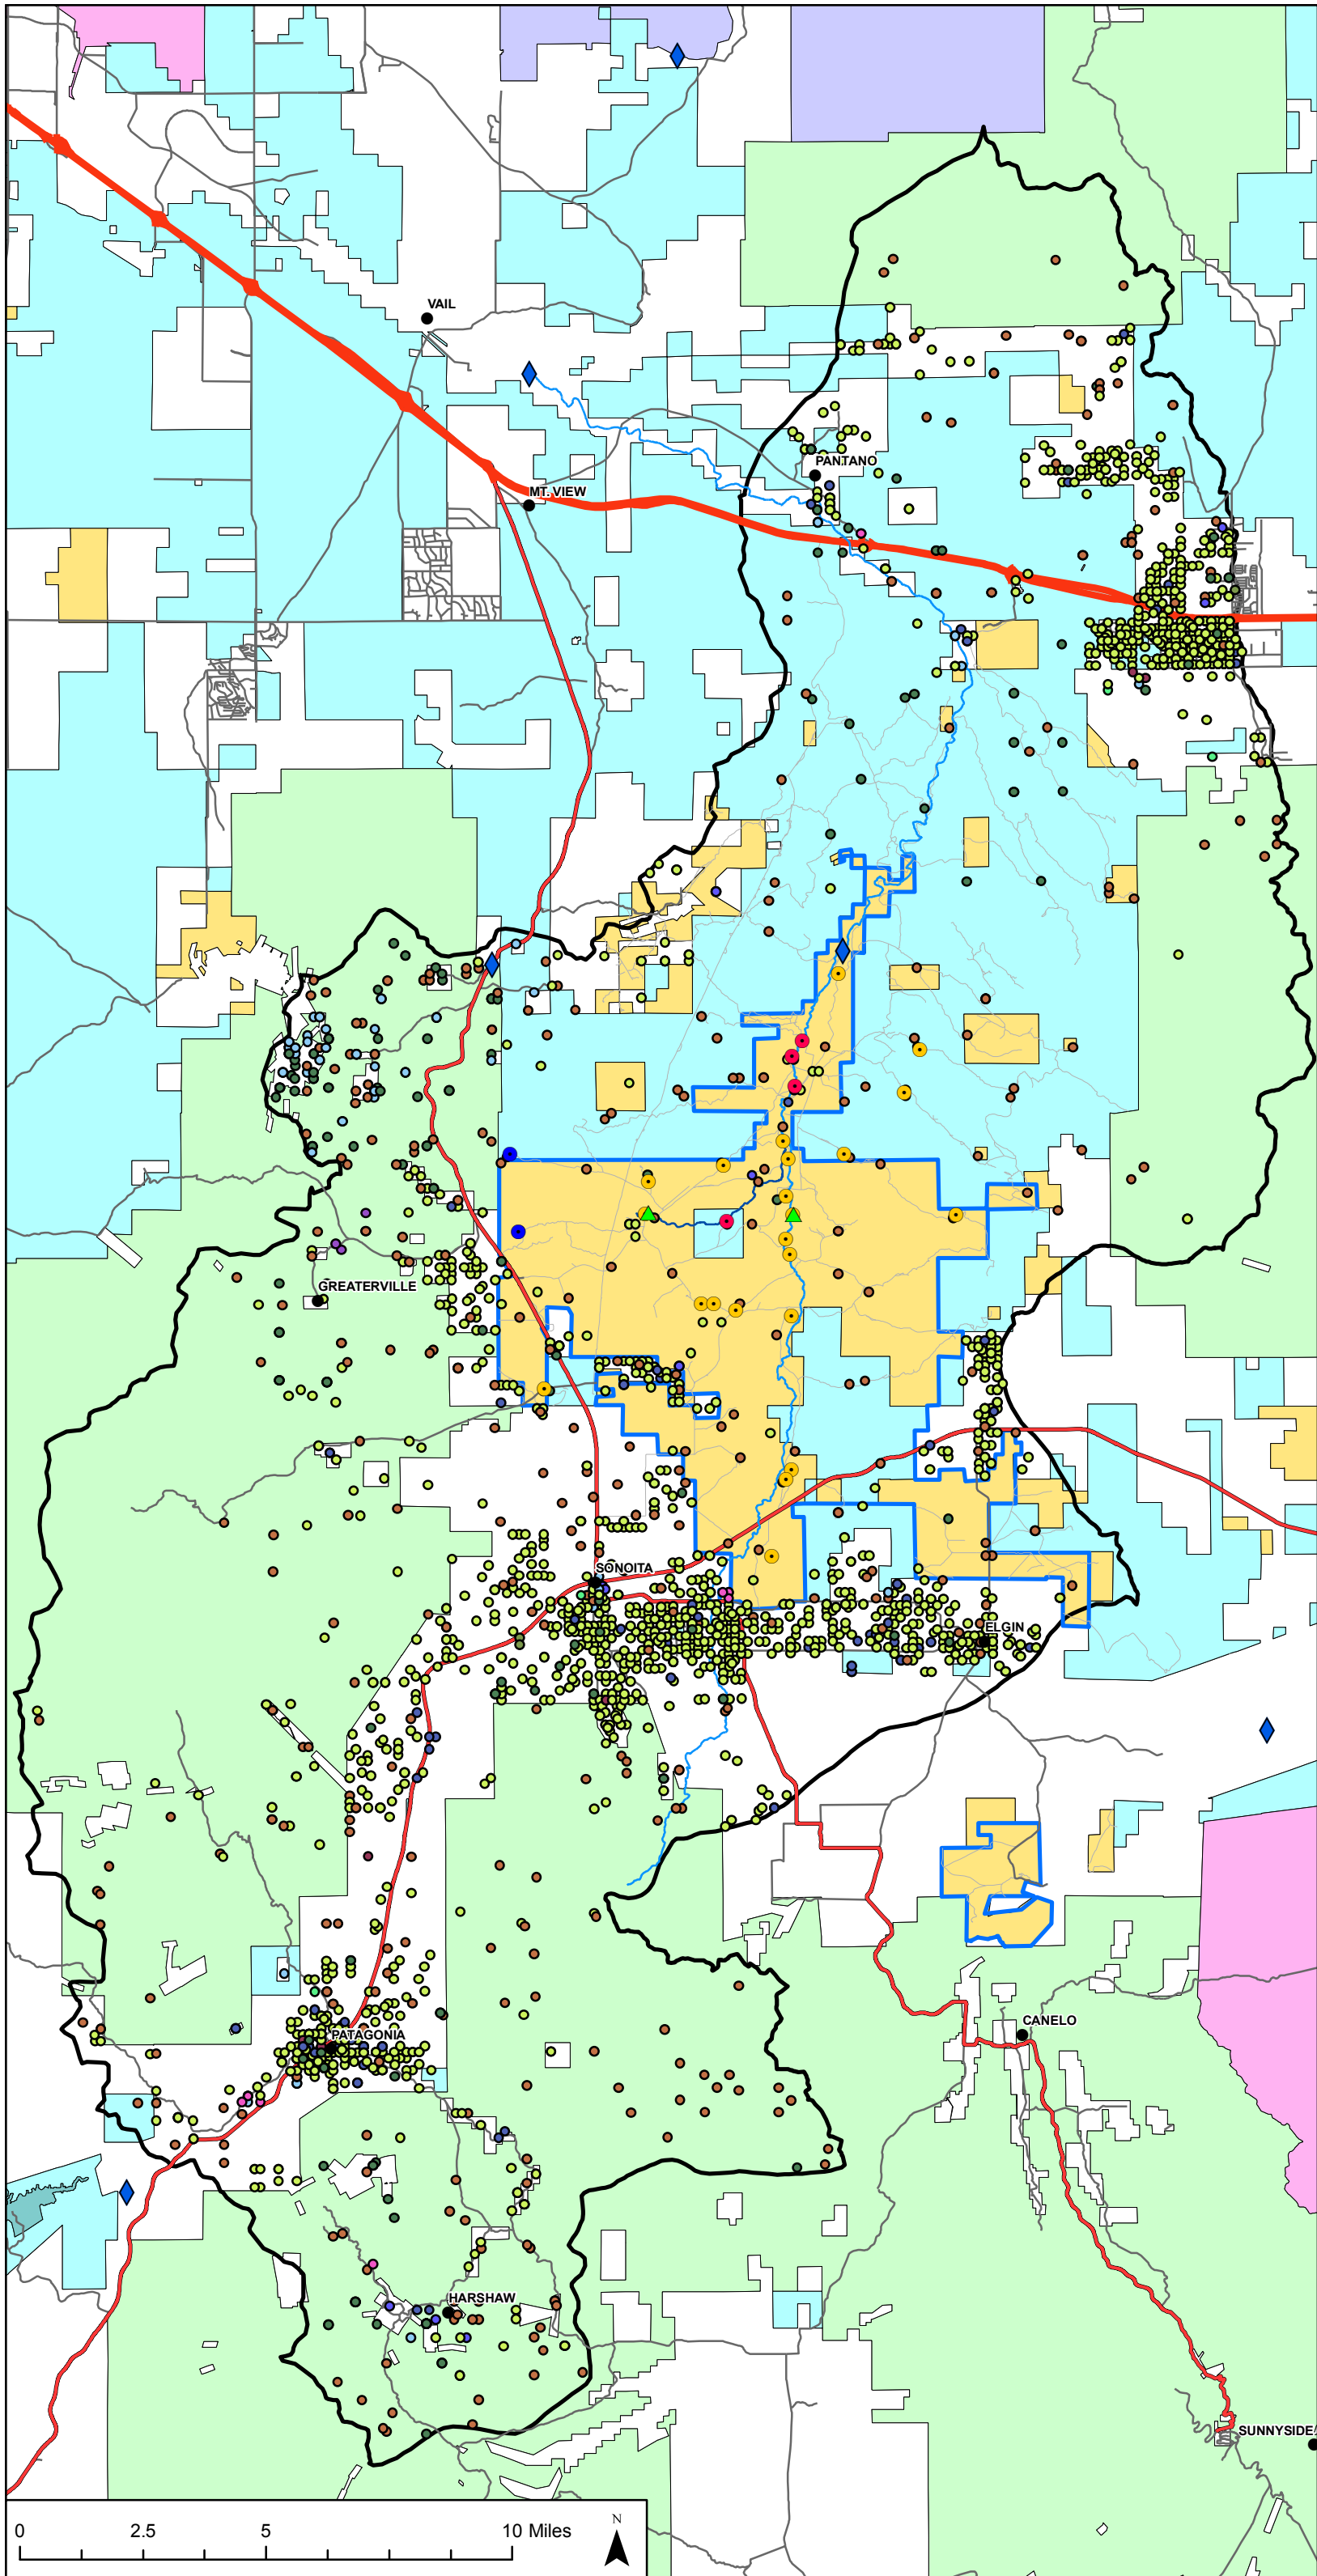 VAIL
PANTANO
MT. VIEW
GREATERVILLE
SONOITA
ELGIN
PATAGONIA
CANELO
HARSHAW
SUNNYSIDE
0 2.5 5 10 Miles
N